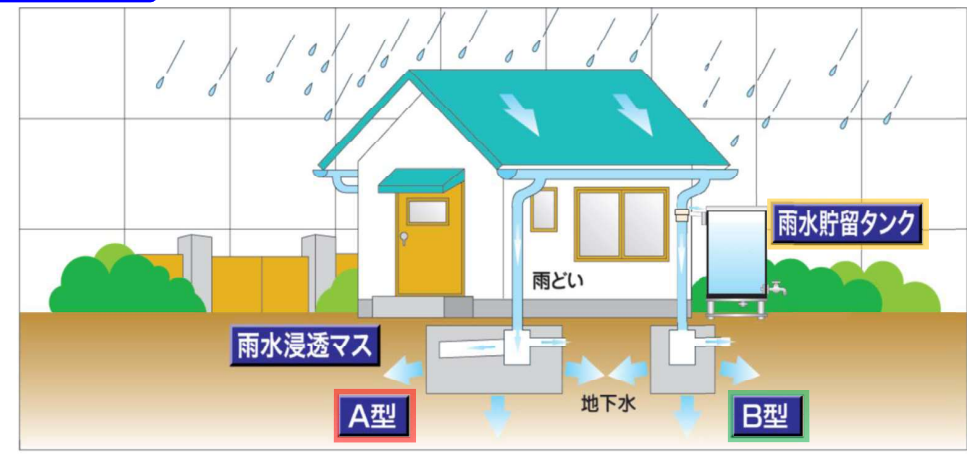 雨水貯留タンク
雨どい
雨水浸透マス
地下水
A型
B型